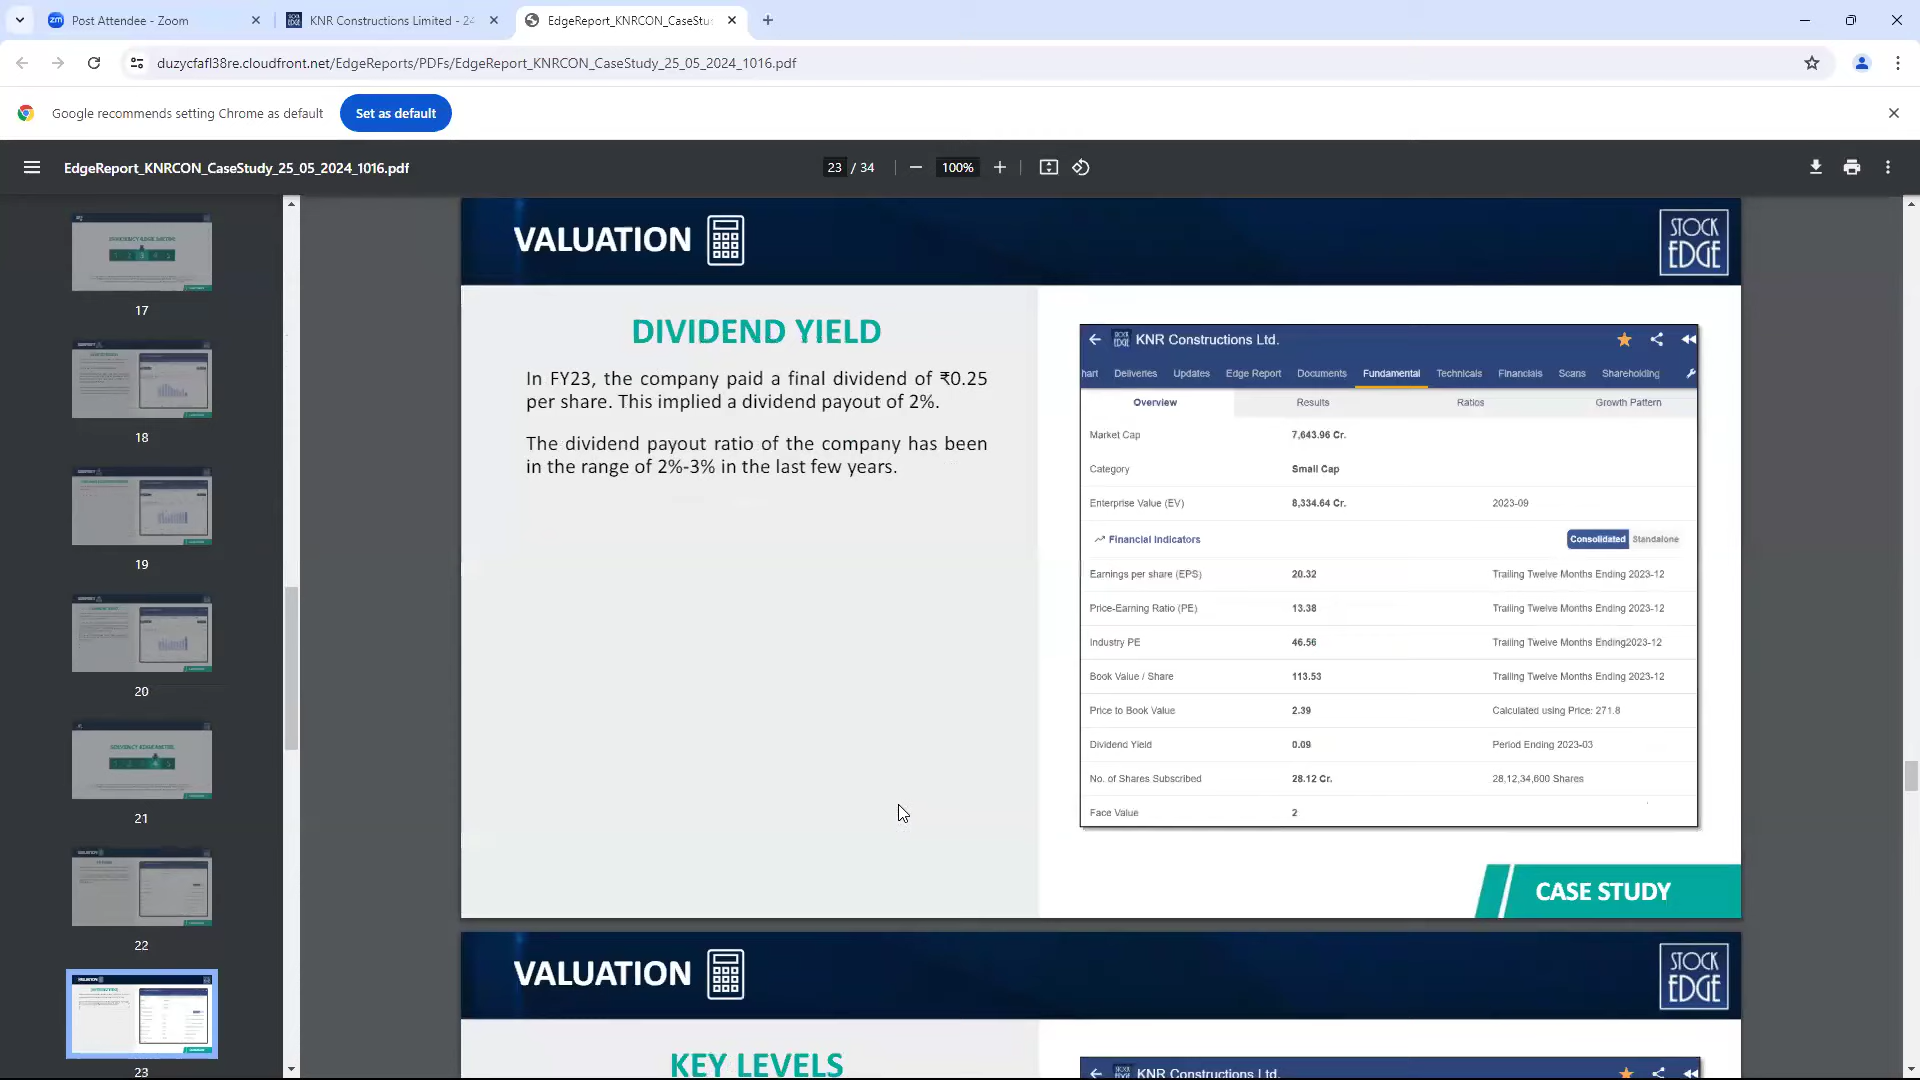 Post Attendee - Zoom
KNR Constructions Limited - 24
EdgeReport_KNRCON_CaseStu
duzycfafl38re.cloudfront.net/EdgeReports/PDFs/EdgeReport_KNRCON_CaseStudy_25_05_2024_1016.pdf
Google recommends setting Chrome as default
Set as default
EdgeReport_KNRCON_CaseStudy_25_05_2024_1016.pdf
23 / 34
100%
17
18
19
20
21
22
23
VALUATION
STOCK
EDGE
DIVIDEND YIELD
In FY23, the company paid a final dividend of ₹0.25
per share. This implied a dividend payout of 2%.
The dividend payout ratio of the company has been
in the range of 2%-3% in the last few years.
KNR Constructions Ltd.
hart Deliveries Updates Edge Report Documents Fundamental Technicals Financials Scans Shareholding
Overview Results Ratios Growth Pattern
Market Cap 7,643.96 Cr.
Category Small Cap
Enterprise Value (EV) 8,334.64 Cr. 2023-09
Financial Indicators Consolidated Standalone
Earnings per share (EPS) 20.32 Trailing Twelve Months Ending 2023-12
Price-Earning Ratio (PE) 13.38 Trailing Twelve Months Ending 2023-12
Industry PE 46.56 Trailing Twelve Months Ending2023-12
Book Value / Share 113.53 Trailing Twelve Months Ending 2023-12
Price to Book Value 2.39 Calculated using Price: 271.8
Dividend Yield 0.09 Period Ending 2023-03
No. of Shares Subscribed 28.12 Cr. 28,12,34,600 Shares
Face Value 2
CASE STUDY
VALUATION
STOCK
EDGE
KEY LEVELS
KNR Constructions Ltd.